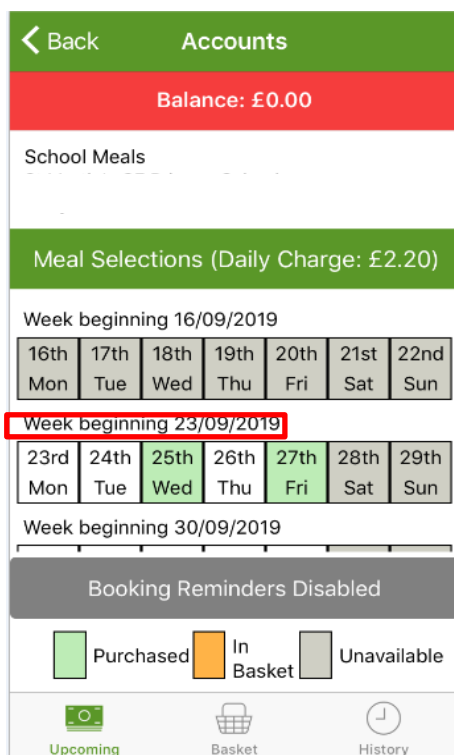 Back Accounts
Balance: £0.00
School Meals
Meal Selections (Daily Charge: £2.20)
Week beginning 16/09/2019
16th 17th 18th 19th 20th 21st 22nd
Mon Tue Wed Thu Fri Sat Sun
Week beginning 23/09/2019
23rd 24th 25th 26th 27th 28th 29th
Mon Tue Wed Thu Fri Sat Sun
Week beginning 30/09/2019
Booking Reminders Disabled
Purchased In Basket Unavailable
Upcoming Basket History